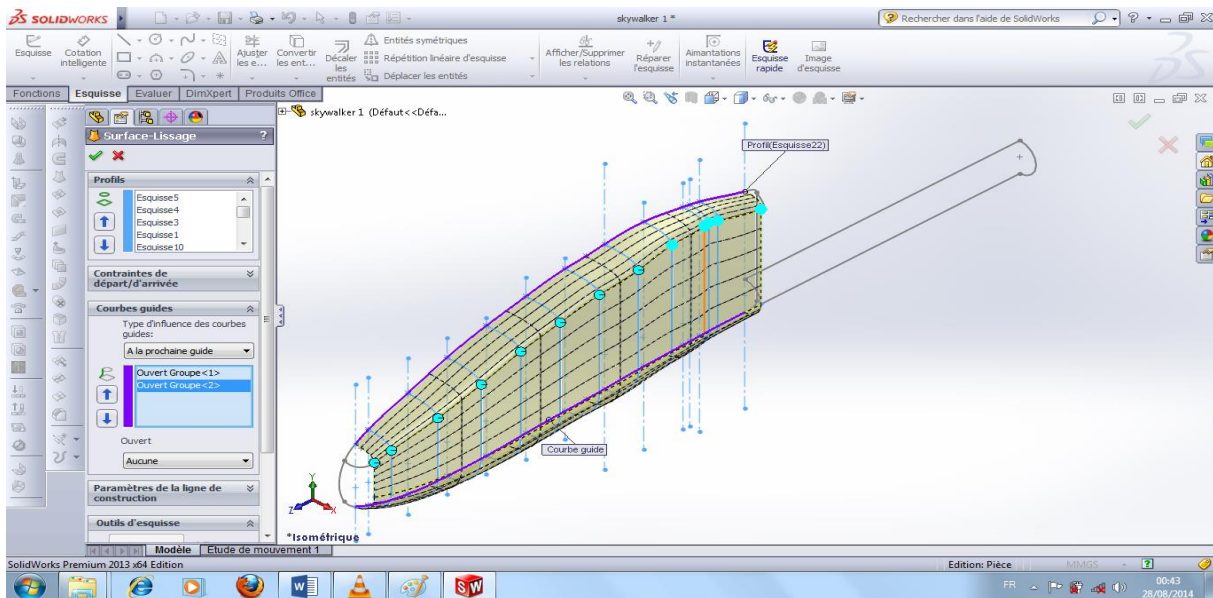 SOLIDWORKS
skywalker 1 *
Rechercher dans l'aide de SolidWorks
Esquisse
Cotation intelligente
Ajuster les e...
Convertir les ent...
Décaler les entités
Entités symétriques
Répétition linéaire d'esquisse
Déplacer les entités
Afficher/Supprimer les relations
Réparer l'esquisse
Aimantations instantanées
Esquisse rapide
Image d'esquisse
Fonctions
Esquisse
Evaluer
DimXpert
Produits Office
skywalker 1 (Défaut<<Défa...
Surface-Lissage
?
Profils
Esquisse5
Esquisse4
Esquisse3
Esquisse1
Esquisse10
Contraintes de départ/d'arrivée
Courbes guides
Type d'influence des courbes guides:
A la prochaine guide
Ouvert Groupe<1>
Ouvert Groupe<2>
Ouvert
Aucune
Paramètres de la ligne de construction
Outils d'esquisse
Profil(Esquisse22)
Courbe guide
Y
Z
X
*Isométrique
Modèle
Etude de mouvement 1
SolidWorks Premium 2013 x64 Edition
Edition: Pièce
MMGS
FR
00:43
28/08/2014